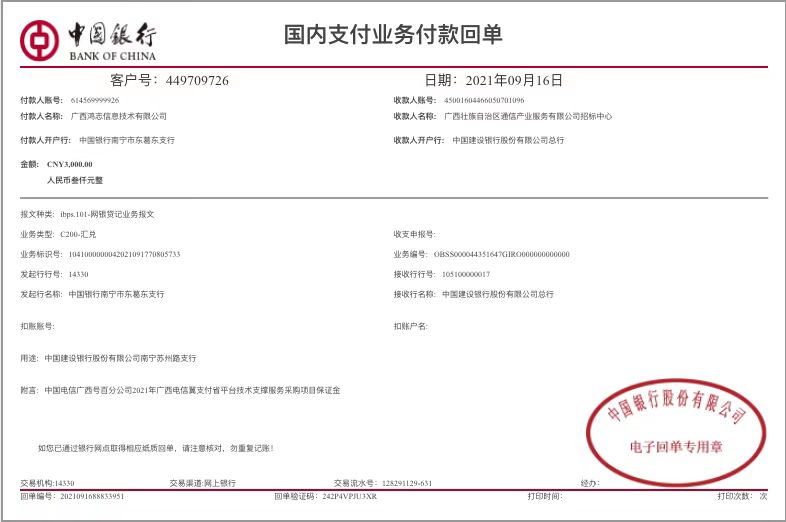 中国银行
BANK OF CHINA
国内支付业务付款回单
客户号：449709726 日期：2021年09月16日
付款人账号：614569999926 收款人账号：45001604466050701096
付款人名称：广西鸿志信息技术有限公司 收款人名称：广西壮族自治区通信产业服务有限公司招标中心
付款人开户行：中国银行南宁市东葛东支行 收款人开户行：中国建设银行股份有限公司总行
金额：CNY3,000.00
人民币叁仟元整
报文种类：ibps.101-网银贷记业务报文
业务类型：C200-汇兑 收支申报号：
业务标识号：1041000000042021091770805733 业务编号：OBSS000044351647GIRO000000000000
发起行行号：14330 接收行行号：105100000017
发起行名称：中国银行南宁市东葛东支行 接收行名称：中国建设银行股份有限公司总行
扣账账号： 扣账户名：
用途：中国建设银行股份有限公司南宁苏州路支行
附言：中国电信广西号百分公司2021年广西电信翼支付省平台技术支撑服务采购项目保证金
中国银行股份有限公司
电子回单专用章
如您已通过银行网点取得相应纸质回单，请注意核对，勿重复记账！
交易机构:14330 交易渠道:网上银行 交易流水号：128291129-631 经办：
回单编号：2021091688833951 回单验证码：242P4VPJU3XR 打印时间： 打印次数： 次